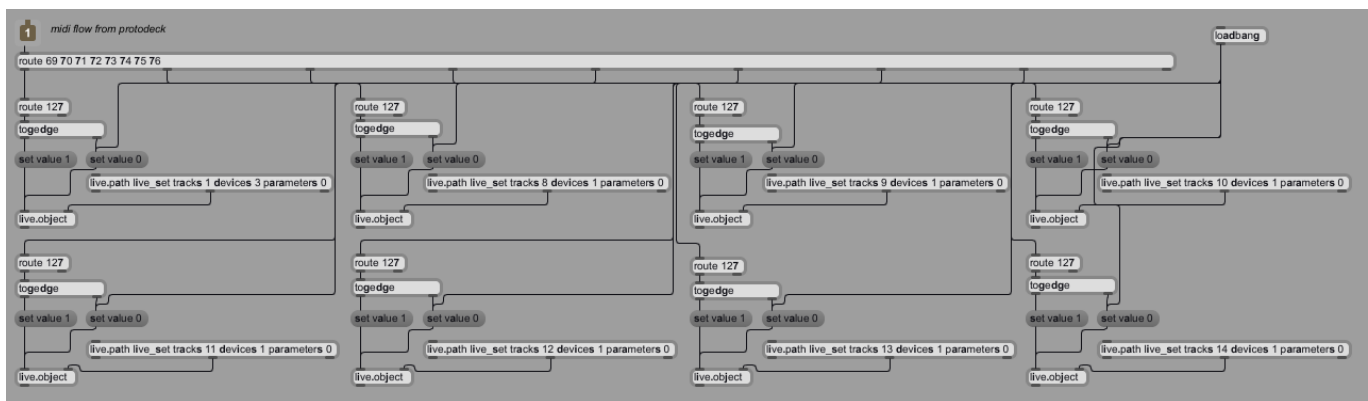 1 midi flow from protodeck
loadbang
route 69 70 71 72 73 74 75 76
route 127 route 127 route 127 route 127
togedge togedge togedge togedge
set value 1 set value 0 set value 1 set value 0 set value 1 set value 0 set value 1 set value 0
live.path live_set tracks 1 devices 3 parameters 0 live.path live_set tracks 8 devices 1 parameters 0 live.path live_set tracks 9 devices 1 parameters 0 live.path live_set tracks 10 devices 1 parameters 0
live.object live.object live.object live.object
route 127 route 127 route 127 route 127
togedge togedge togedge togedge
set value 1 set value 0 set value 1 set value 0 set value 1 set value 0 set value 1 set value 0
live.path live_set tracks 11 devices 1 parameters 0 live.path live_set tracks 12 devices 1 parameters 0 live.path live_set tracks 13 devices 1 parameters 0 live.path live_set tracks 14 devices 1 parameters 0
live.object live.object live.object live.object